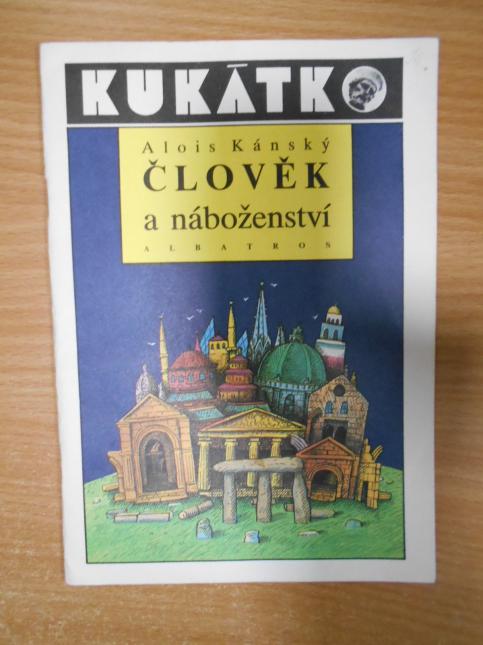 KUKÁTKO
Alois Kánský
ČLOVĚK
a náboženství
ALBATROS